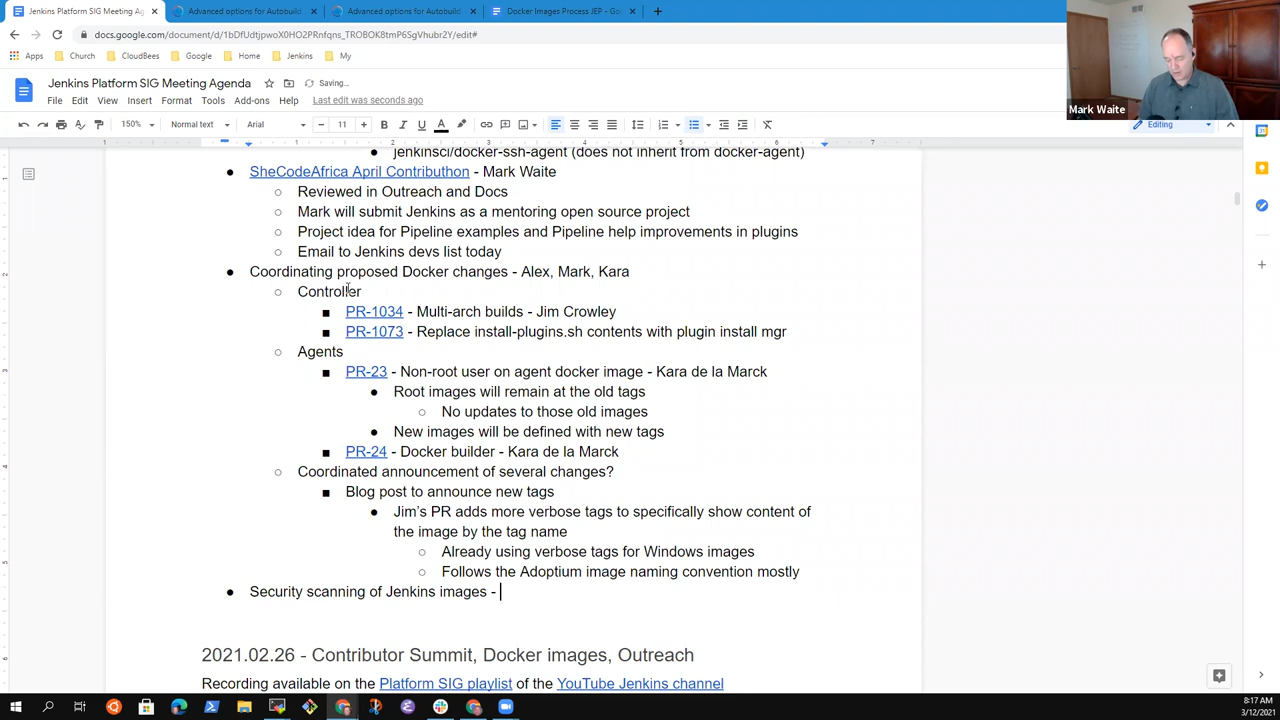 Jenkins Platform SIG Meeting Ag
Advanced options for Autobuild
Advanced options for Autobuild
Docker Images Process JEP - Go
docs.google.com/document/d/1bDfUdtjpwoX0HO2PRnfqns_TROBOK8tmP6SgVhubr2Y/edit#
Apps Church CloudBees Google Home Jenkins My
Jenkins Platform SIG Meeting Agenda Saving...
File Edit View Insert Format Tools Add-ons Help Last edit was seconds ago
150% Normal text Arial 11 Editing
Mark Waite
jenkinsci/docker-ssh-agent (does not inherit from docker-agent)
SheCodeAfrica April Contributhon - Mark Waite
Reviewed in Outreach and Docs
Mark will submit Jenkins as a mentoring open source project
Project idea for Pipeline examples and Pipeline help improvements in plugins
Email to Jenkins devs list today
Coordinating proposed Docker changes - Alex, Mark, Kara
Controller
PR-1034 - Multi-arch builds - Jim Crowley
PR-1073 - Replace install-plugins.sh contents with plugin install mgr
Agents
PR-23 - Non-root user on agent docker image - Kara de la Marck
Root images will remain at the old tags
No updates to those old images
New images will be defined with new tags
PR-24 - Docker builder - Kara de la Marck
Coordinated announcement of several changes?
Blog post to announce new tags
Jim's PR adds more verbose tags to specifically show content of
the image by the tag name
Already using verbose tags for Windows images
Follows the Adoptium image naming convention mostly
Security scanning of Jenkins images -
2021.02.26 - Contributor Summit, Docker images, Outreach
Recording available on the Platform SIG playlist of the YouTube Jenkins channel
8:17 AM
3/12/2021